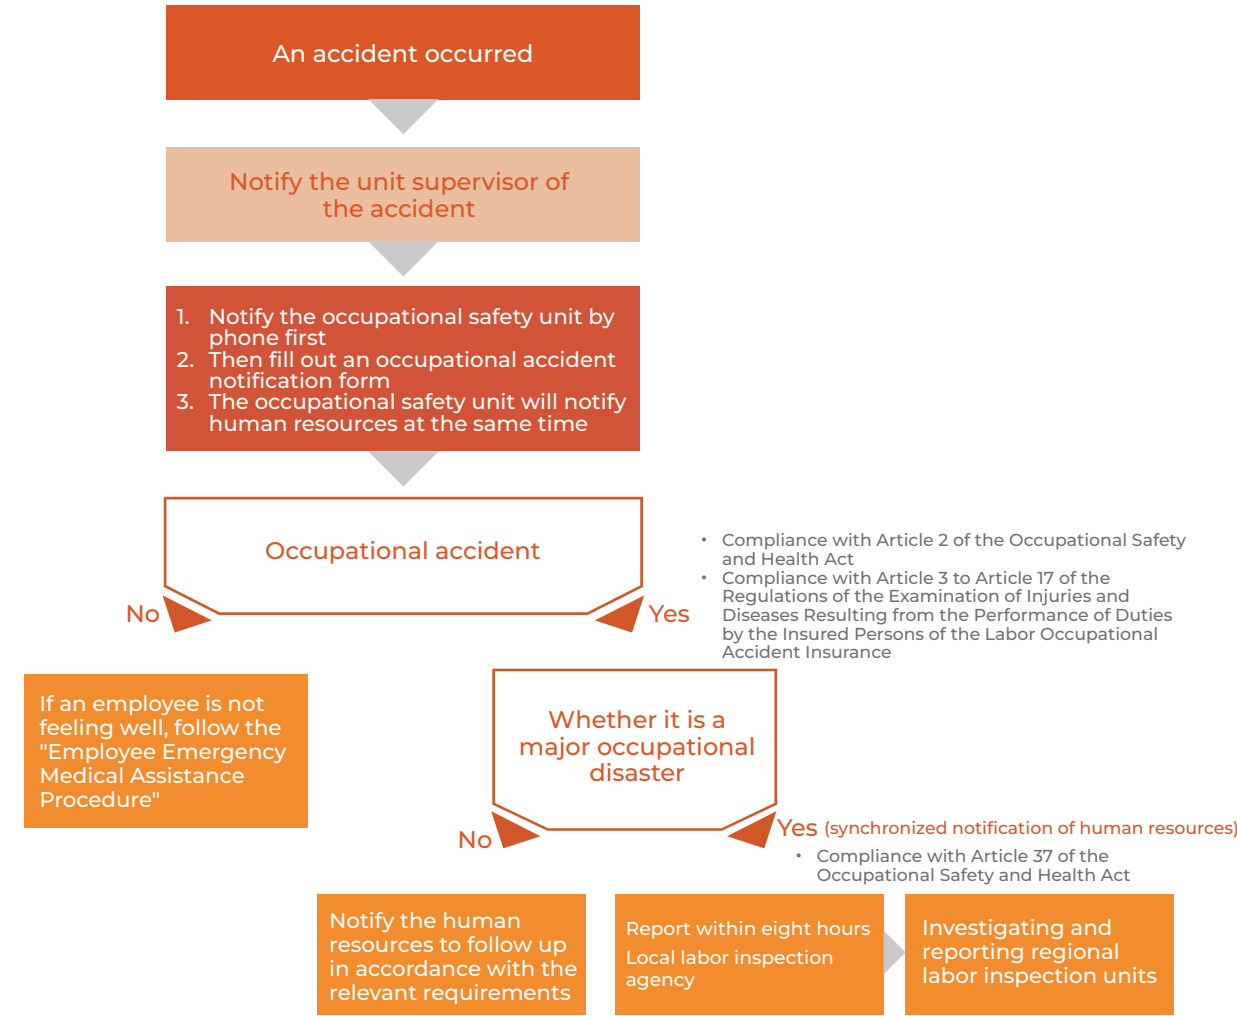 An accident occurred
Notify the unit supervisor of
the accident
1. Notify the occupational safety unit by
phone first
2. Then fill out an occupational accident
notification form
3. The occupational safety unit will notify
human resources at the same time
Occupational accident
No
Yes
• Compliance with Article 2 of the Occupational Safety
and Health Act
• Compliance with Article 3 to Article 17 of the
Regulations of the Examination of Injuries and
Diseases Resulting from the Performance of Duties
by the Insured Persons of the Labor Occupational
Accident Insurance
If an employee is not
feeling well, follow the
"Employee Emergency
Medical Assistance
Procedure"
Whether it is a
major occupational
disaster
No
Yes (synchronized notification of human resources)
• Compliance with Article 37 of the
Occupational Safety and Health Act
Notify the human
resources to follow up
in accordance with the
relevant requirements
Report within eight hours
Local labor inspection
agency
Investigating and
reporting regional
labor inspection units